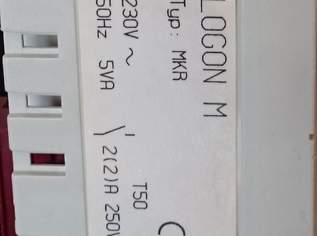 LOGON M
Typ: MKR
230V ~
50Hz 5VA
T50
2(2)A 250V